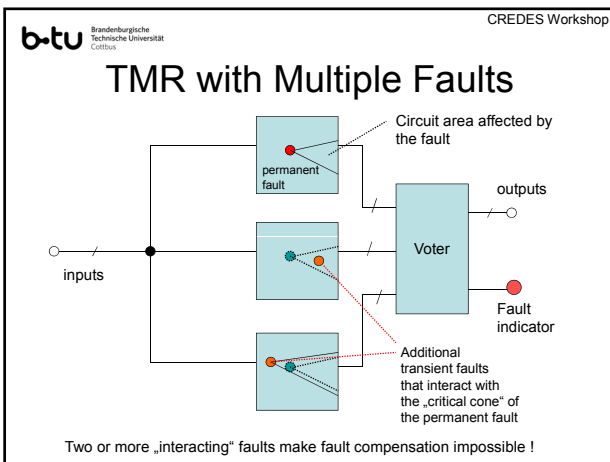 CREDES Workshop
b-tu
Brandenburgische
Technische Universität
Cottbus
TMR with Multiple Faults
Circuit area affected by
the fault
permanent
fault
outputs
Voter
inputs
Fault
indicator
Additional
transient faults
that interact with
the „critical cone“ of
the permanent fault
Two or more „interacting“ faults make fault compensation impossible !